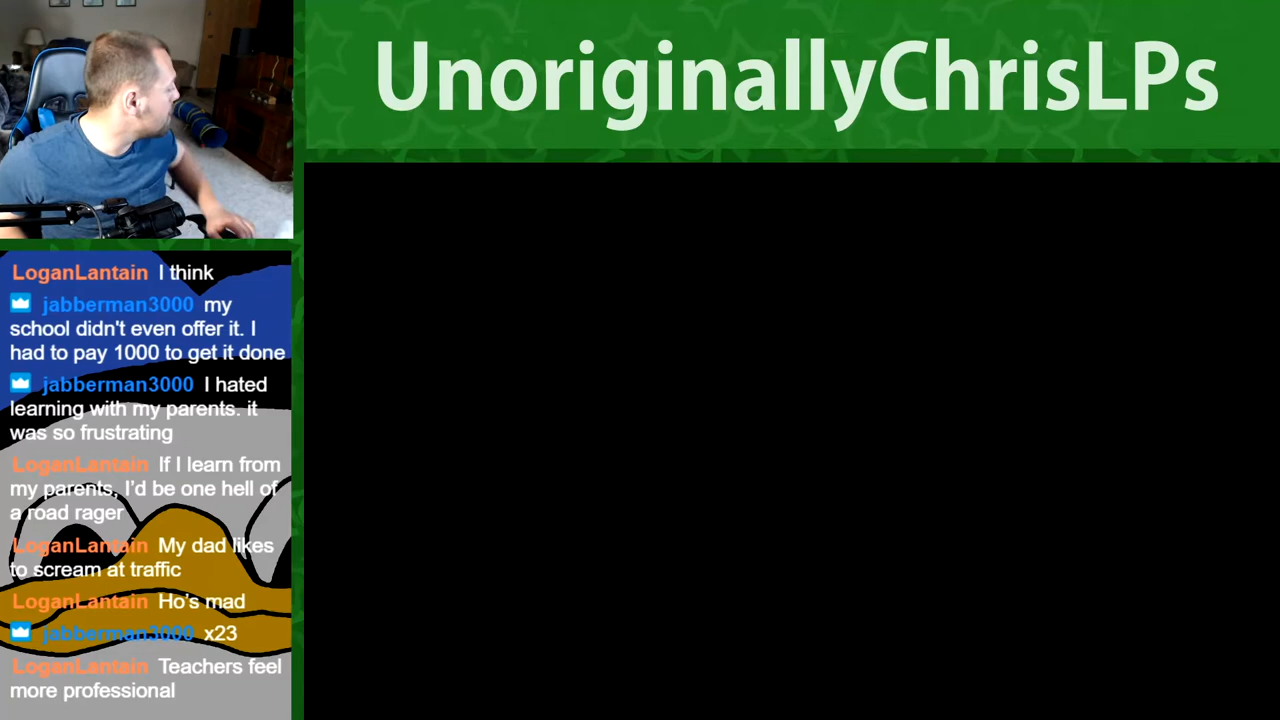 UnoriginallyChrisLPs
LoganLantain I think
jabberman3000 my
school didn't even offer it. I
had to pay 1000 to get it done
jabberman3000 I hated
learning with my parents. it
was so frustrating
LoganLantain If I learn from
my parents, I'd be one hell of
a road rager
LoganLantain My dad likes
to scream at traffic
LoganLantain Ho's mad
jabberman3000 x23
LoganLantain Teachers feel
more professional